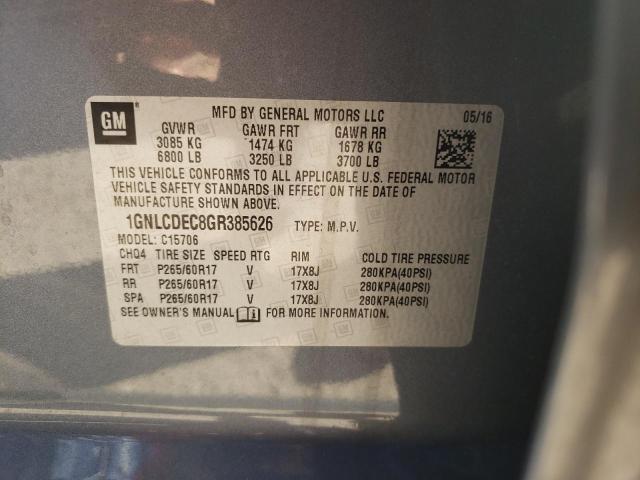 GM
MFD BY GENERAL MOTORS LLC 05/16
GVWR GAWR FRT GAWR RR
3085 KG 1474 KG 1678 KG
6800 LB 3250 LB 3700 LB
THIS VEHICLE CONFORMS TO ALL APPLICABLE U.S. FEDERAL MOTOR
VEHICLE SAFETY STANDARDS IN EFFECT ON THE DATE OF
MANUFACTURE SHOWN ABOVE.
1GNLCDEC8GR385626 TYPE: M.P.V.
MODEL: C15706
CHQ4 TIRE SIZE SPEED RTG RIM COLD TIRE PRESSURE
FRT P265/60R17 V 17X8J 280KPA(40PSI)
RR P265/60R17 V 17X8J 280KPA(40PSI)
SPA P265/60R17 V 17X8J 280KPA(40PSI)
SEE OWNER'S MANUAL FOR MORE INFORMATION.